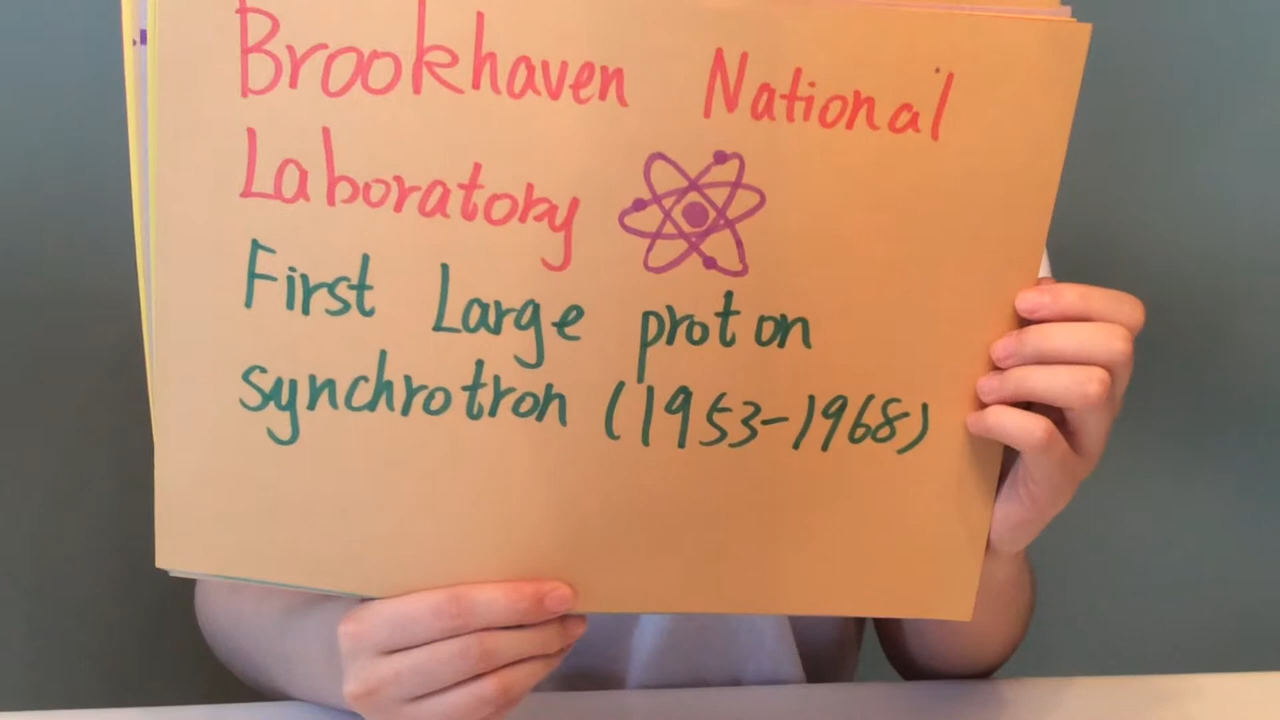 Brookhaven National
Laboratory
First Large proton
synchrotron (1953-1968)